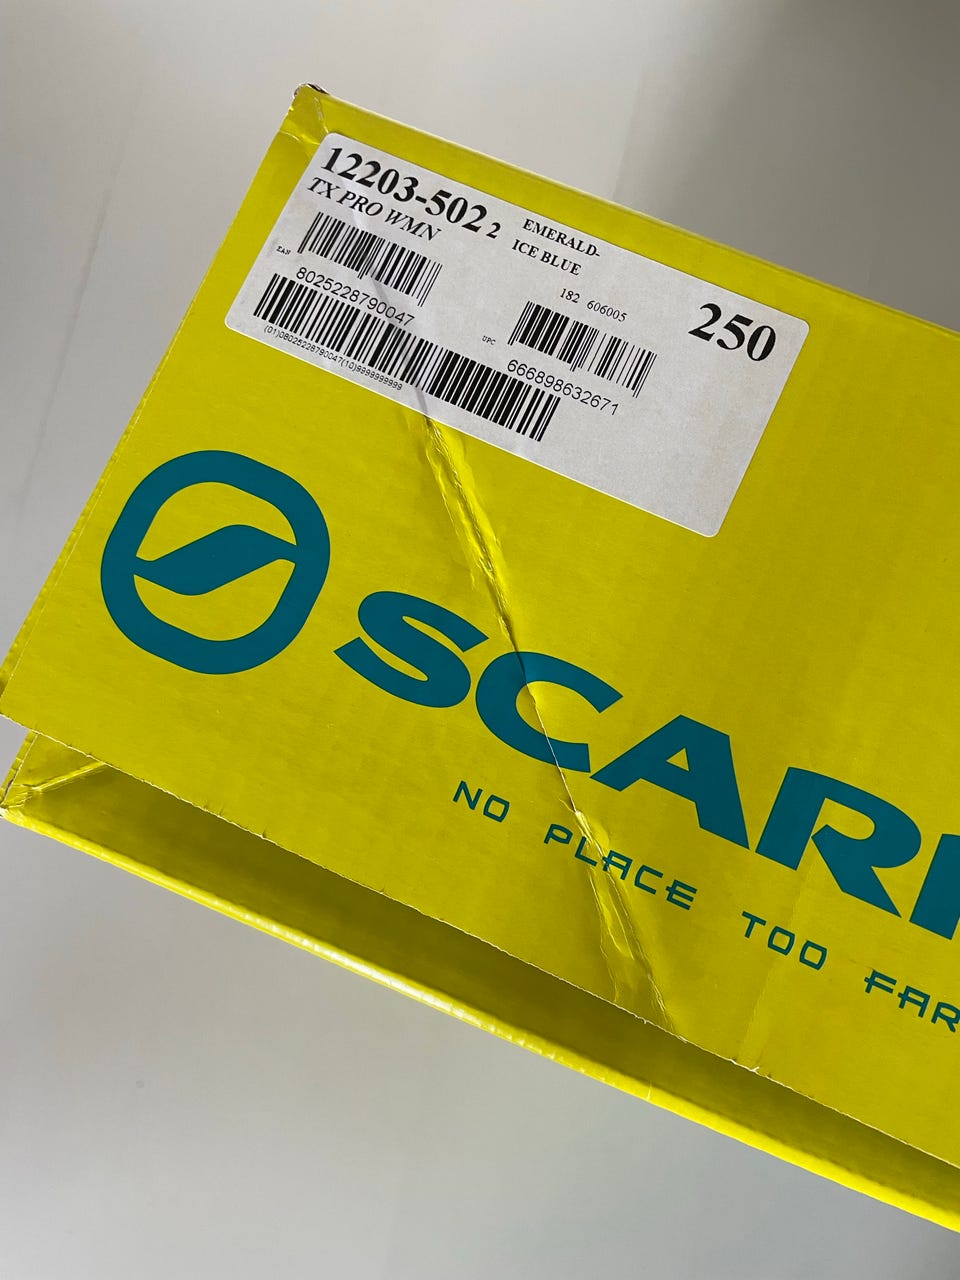 12203-502 2
TX PRO WMN
EMERALD-
ICE BLUE
182 606005
250
EAN
8025228790047
(01)08025228790047(10)9999999999
UPC
666898632671
SCAR
NO PLACE TOO FAR